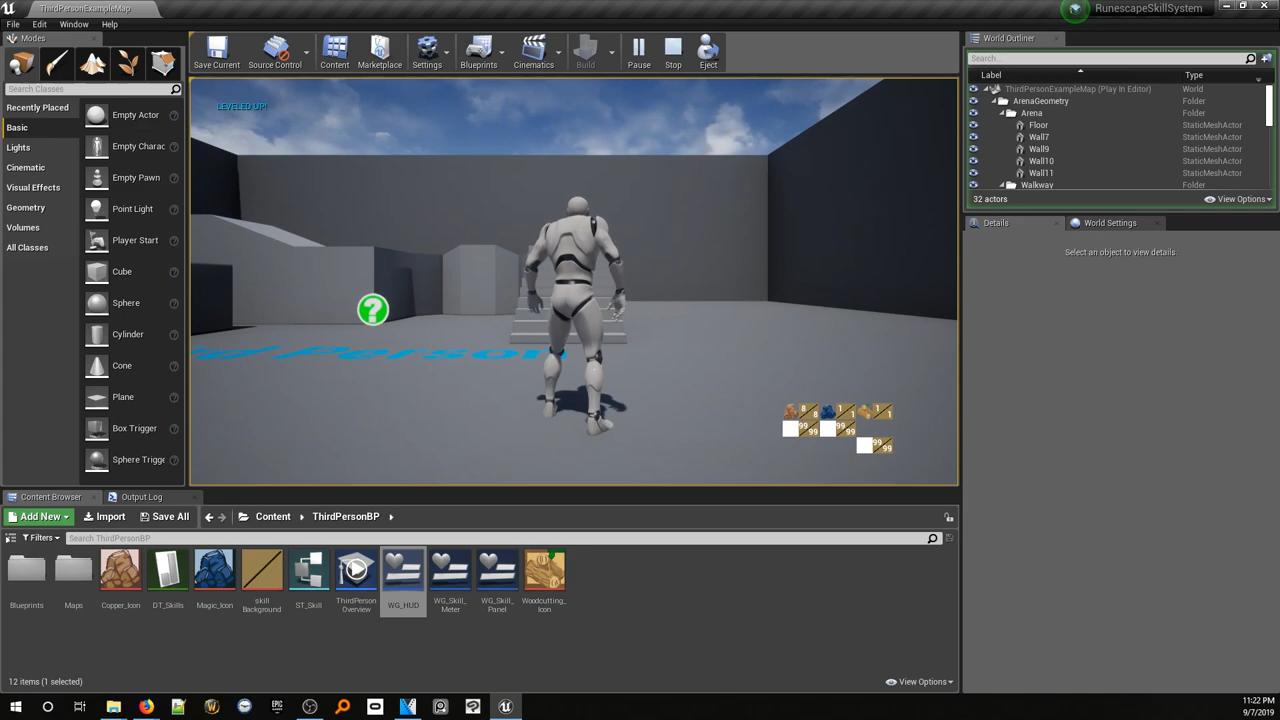 ThirdPersonExampleMap
RunescapeSkillSystem
File Edit Window Help
Modes
Search Classes
Recently Placed
Basic
Lights
Cinematic
Visual Effects
Geometry
Volumes
All Classes
Empty Actor
Empty Charac
Empty Pawn
Point Light
Player Start
Cube
Sphere
Cylinder
Cone
Plane
Box Trigger
Sphere Trigge
Save Current
Source Control
Content
Marketplace
Settings
Blueprints
Cinematics
Build
Pause
Stop
Eject
LEVELED UP!
Person
8 8 1 1 1 1
99 99 99 99
99 99
World Outliner
Search...
Label Type
ThirdPersonExampleMap (Play In Editor) World
ArenaGeometry Folder
Arena Folder
Floor StaticMeshActor
Wall7 StaticMeshActor
Wall9 StaticMeshActor
Wall10 StaticMeshActor
Wall11 StaticMeshActor
Walkway Folder
32 actors View Options
Details World Settings
Select an object to view details.
Content Browser Output Log
Add New Import Save All Content ThirdPersonBP
Filters Search ThirdPersonBP
Blueprints
Maps
Copper_Icon
DT_Skills
Magic_Icon
skill
Background
ST_Skill
ThirdPerson
Overview
WG_HUD
WG_Skill_
Meter
WG_Skill_
Panel
Woodcutting_
Icon
12 items (1 selected) View Options
EPIC
11:22 PM
9/7/2019